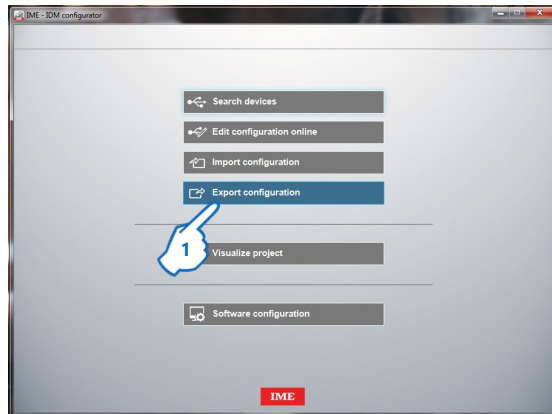 IME - IDM configurator
Search devices
Edit configuration online
Import configuration
Export configuration
1
Visualize project
Software configuration
IME